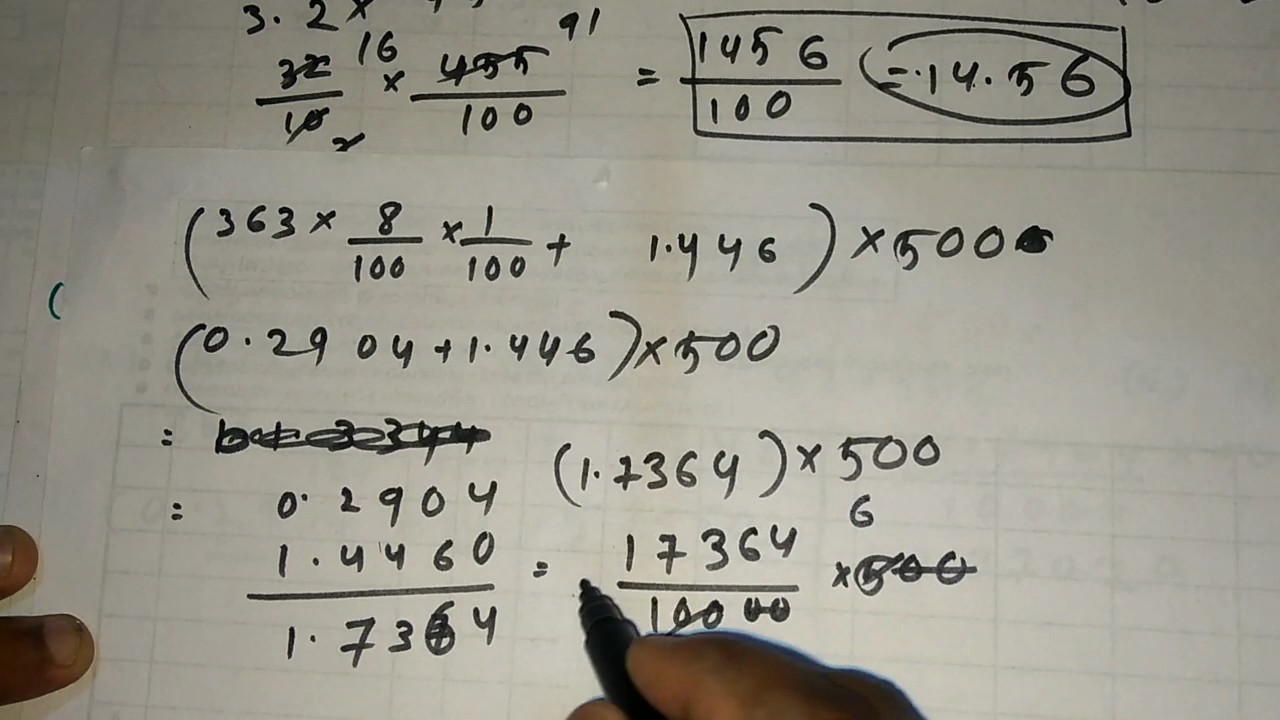 3.2 ×
32/10 16 2 × 455/100 91 = 1456/100 = 14.56
(363 × 8/100 × 1/100 + 1.446) × 500
(
(0.2904 + 1.446) × 500
:
(1.7364) × 500
: 0.2904
6
1.4460 = 17364/10000 × 500
1.7364